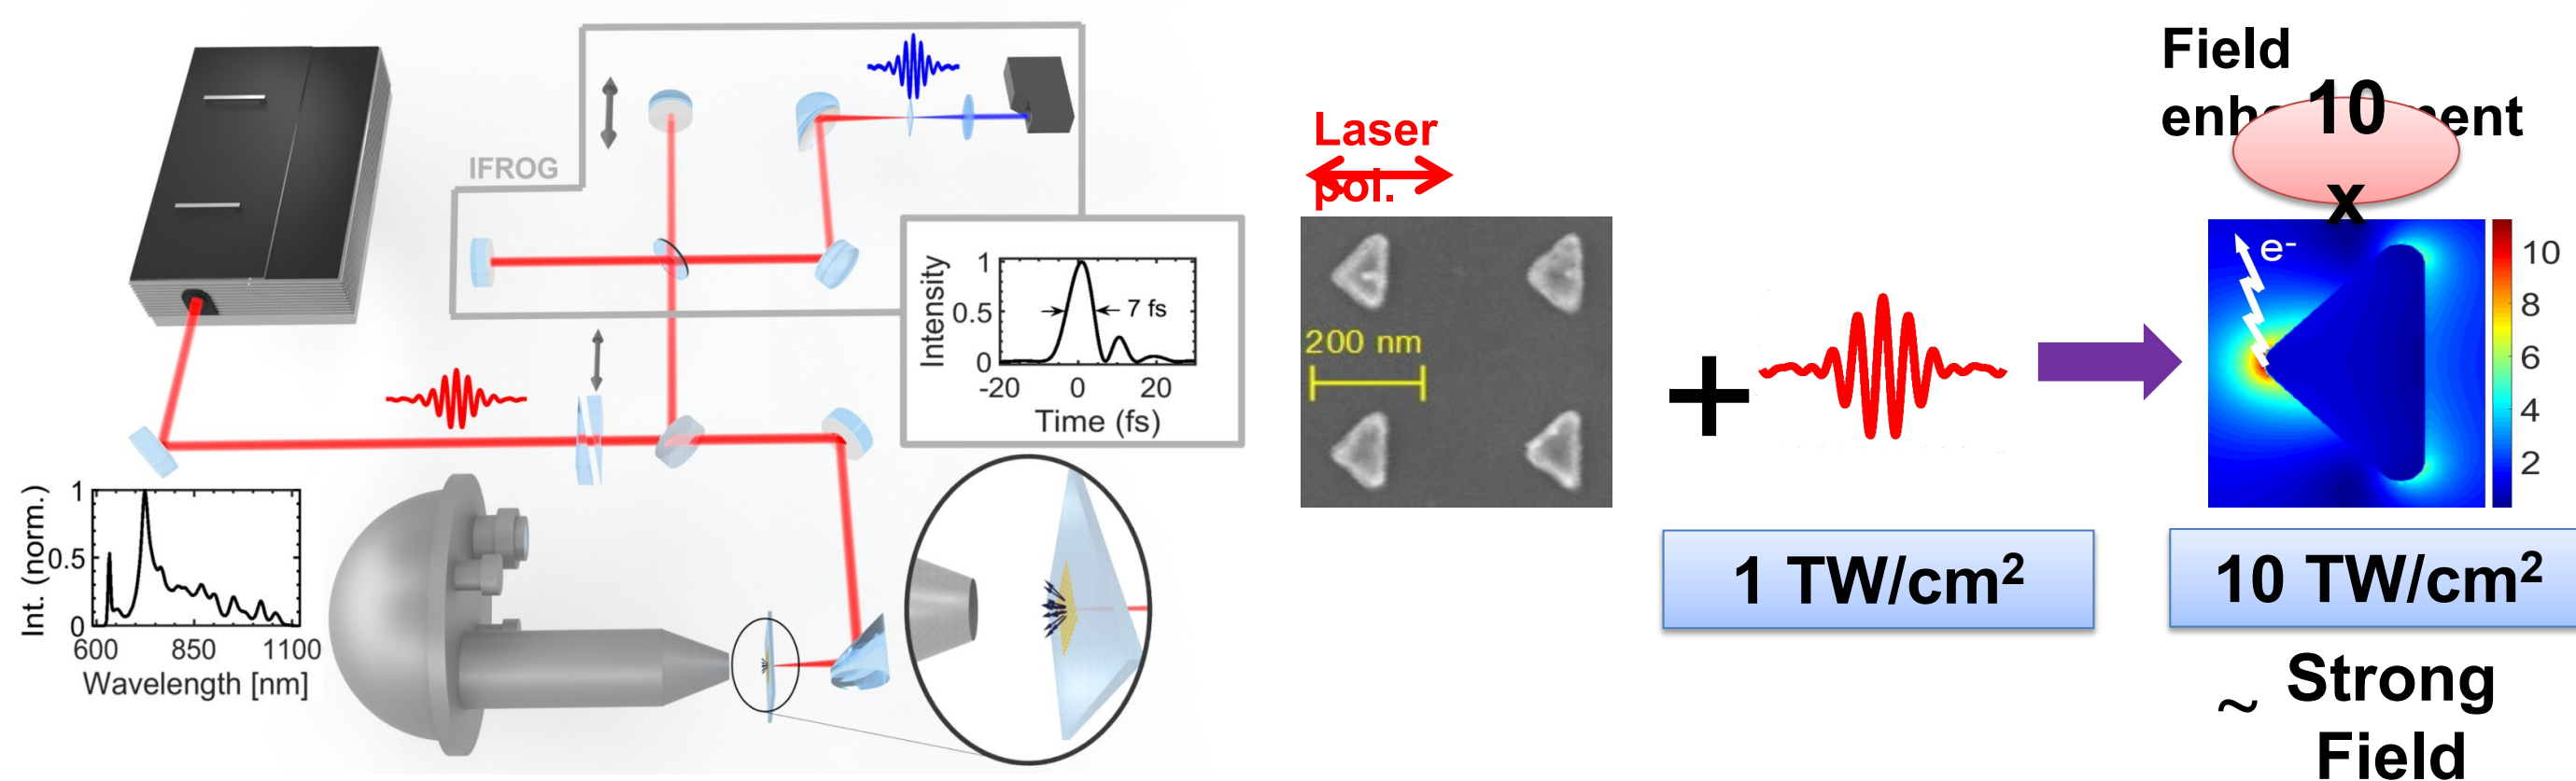 IFROG
Intensity
1
0.5
0
7 fs
-20 0 20
Time (fs)
Int. (norm.)
1
0.5
0
600 850 1100
Wavelength [nm]
Laser
pol.
200 nm
+
1 TW/cm²
Field
enhancement
10
x
e-
10
8
6
4
2
10 TW/cm²
~ Strong
Field